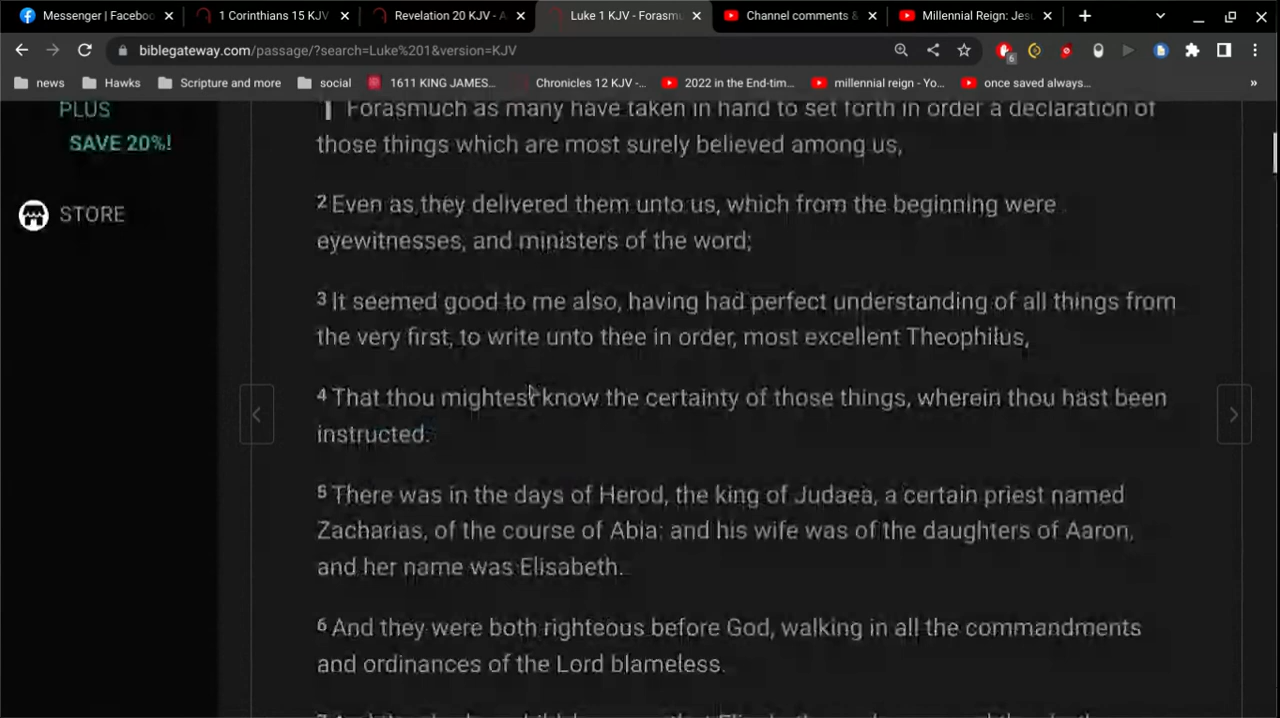 Messenger | Faceboo
1 Corinthians 15 KJV
Revelation 20 KJV - A
Luke 1 KJV - Forasmu
Channel comments &
Millennial Reign: Jesu
biblegateway.com/passage/?search=Luke%201&version=KJV
6
news
Hawks
Scripture and more
social
1611 KING JAMES...
Chronicles 12 KJV -...
2022 in the End-tim...
millennial reign - Yo...
once saved always...
»
PLUS
SAVE 20%!
STORE
1 Forasmuch as many have taken in hand to set forth in order a declaration of
those things which are most surely believed among us,
2 Even as they delivered them unto us, which from the beginning were
eyewitnesses, and ministers of the word;
3 It seemed good to me also, having had perfect understanding of all things from
the very first, to write unto thee in order, most excellent Theophilus,
4 That thou mightest know the certainty of those things, wherein thou hast been
instructed.
5 There was in the days of Herod, the king of Judaea, a certain priest named
Zacharias, of the course of Abia: and his wife was of the daughters of Aaron,
and her name was Elisabeth.
6 And they were both righteous before God, walking in all the commandments
and ordinances of the Lord blameless.